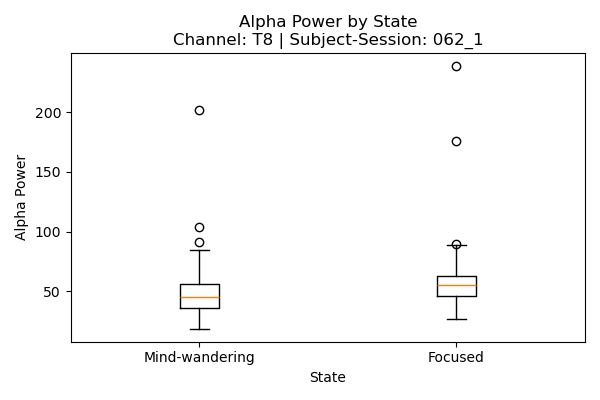 Alpha Power by State
Channel: T8 | Subject-Session: 062_1
200
150
100
50
Alpha Power
Mind-wandering
Focused
State